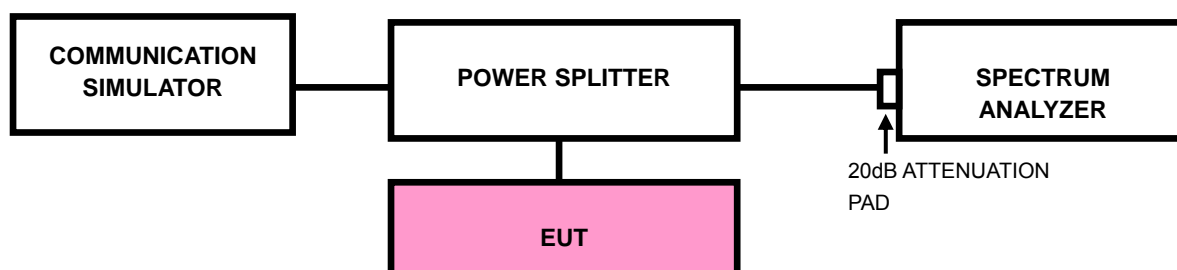 COMMUNICATION
SIMULATOR
POWER SPLITTER
SPECTRUM
ANALYZER
20dB ATTENUATION
PAD
EUT